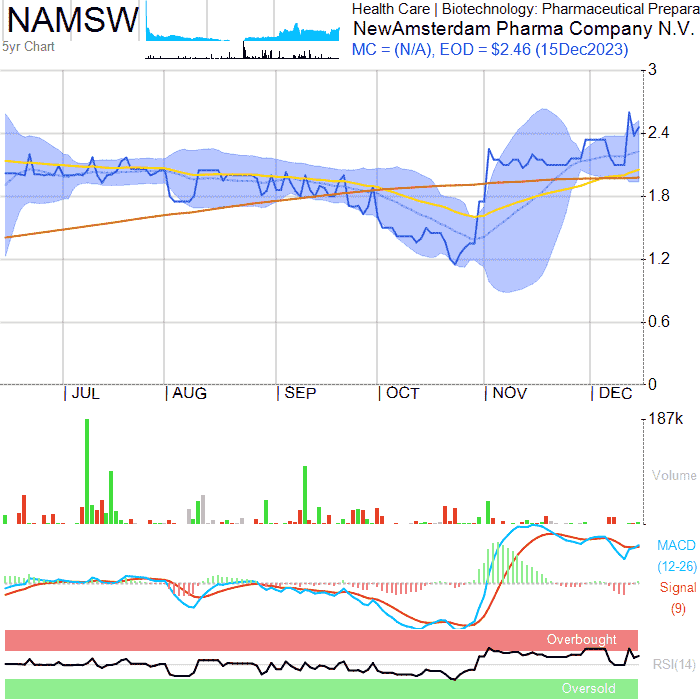 NAMSW
5yr Chart
Health Care | Biotechnology: Pharmaceutical Prepara
NewAmsterdam Pharma Company N.V.
MC = (N/A), EOD = $2.46 (15Dec2023)
3
2.4
1.8
1.2
0.6
0
JUL AUG SEP OCT NOV DEC
187k
Volume
MACD
(12-26)
Signal
(9)
Overbought
RSI(14)
Oversold